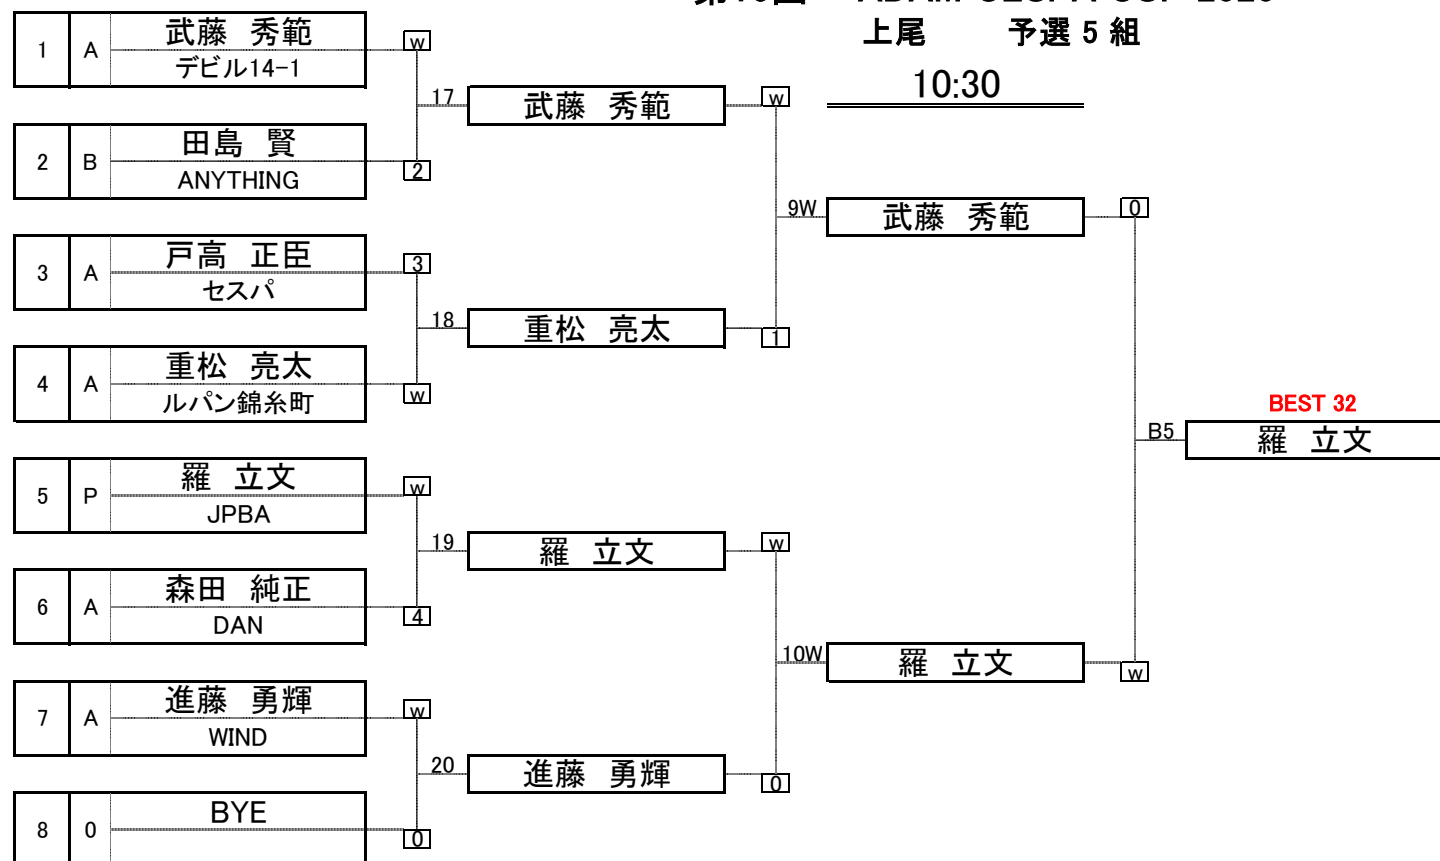 上尾 予選 5 組
10:30
1 A 武藤 秀範
デビル14-1
w
17 武藤 秀範 w
2 B 田島 賢
ANYTHING
2
9W 武藤 秀範 0
3 A 戸高 正臣
セスパ
3
18 重松 亮太 1
4 A 重松 亮太
ルパン錦糸町
w
BEST 32
B5 羅 立文
5 P 羅 立文
JPBA
w
19 羅 立文 w
6 A 森田 純正
DAN
4
10W 羅 立文 w
7 A 進藤 勇輝
WIND
w
20 進藤 勇輝 0
8 0 BYE
0